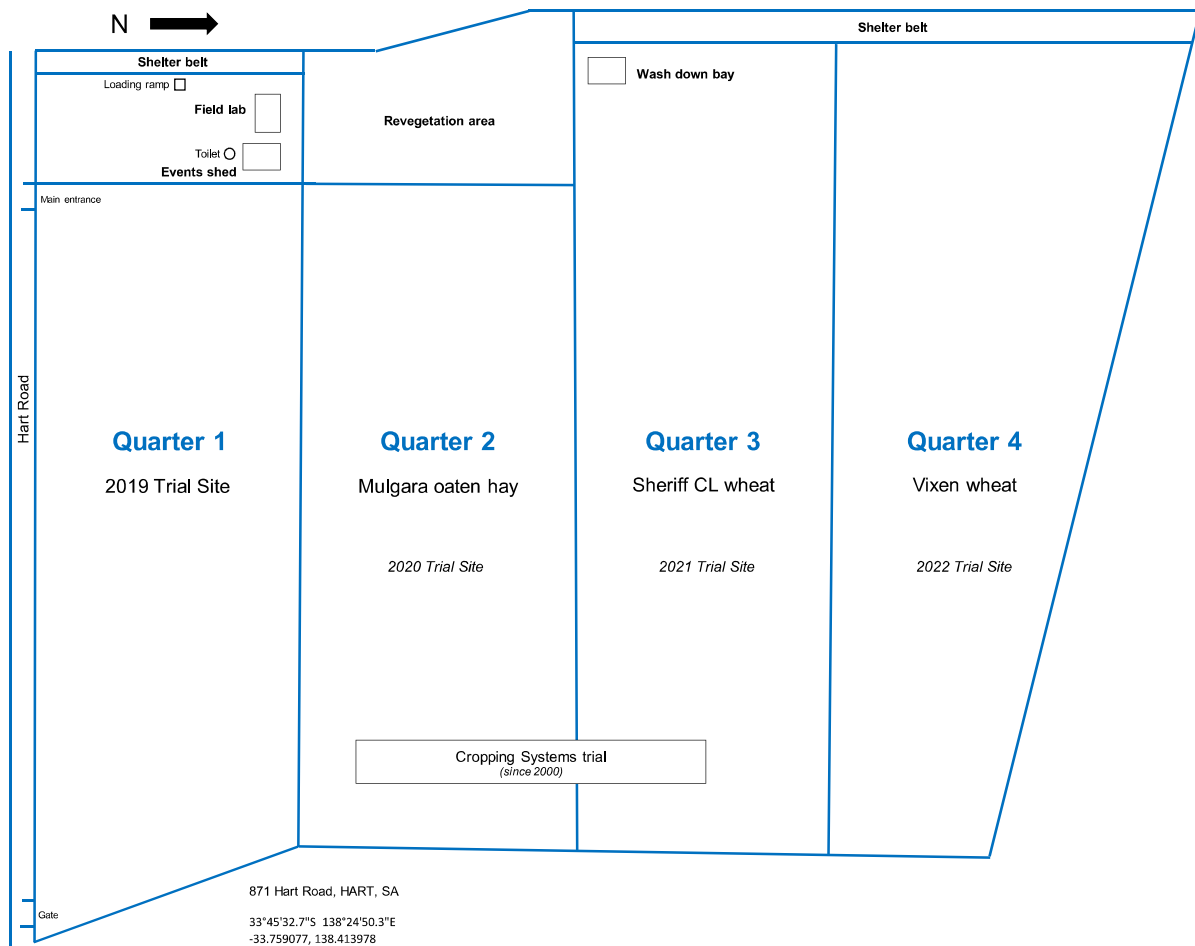 N
Shelter belt
Shelter belt
Loading ramp
Wash down bay
Field lab
Revegetation area
Toilet
Events shed
Main entrance
Hart Road
Quarter 1
2019 Trial Site
Quarter 2
Mulgara oaten hay
2020 Trial Site
Quarter 3
Sheriff CL wheat
2021 Trial Site
Quarter 4
Vixen wheat
2022 Trial Site
Cropping Systems trial
(since 2000)
Gate
871 Hart Road, HART, SA
33°45'32.7"S 138°24'50.3"E
-33.759077, 138.413978